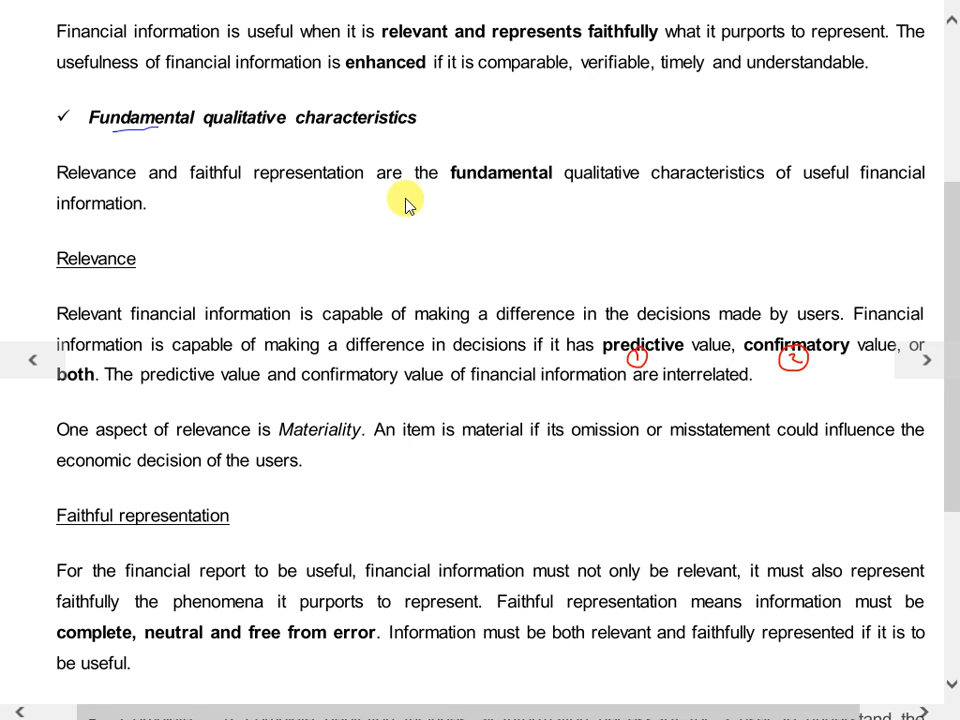 Financial information is useful when it is relevant and represents faithfully what it purports to represent. The
usefulness of financial information is enhanced if it is comparable, verifiable, timely and understandable.
✓ Fundamental qualitative characteristics
Relevance and faithful representation are the fundamental qualitative characteristics of useful financial
information.
Relevance
Relevant financial information is capable of making a difference in the decisions made by users. Financial
information is capable of making a difference in decisions if it has predictive value, confirmatory value, or
1 2
both. The predictive value and confirmatory value of financial information are interrelated.
One aspect of relevance is Materiality. An item is material if its omission or misstatement could influence the
economic decision of the users.
Faithful representation
For the financial report to be useful, financial information must not only be relevant, it must also represent
faithfully the phenomena it purports to represent. Faithful representation means information must be
complete, neutral and free from error. Information must be both relevant and faithfully represented if it is to
be useful.